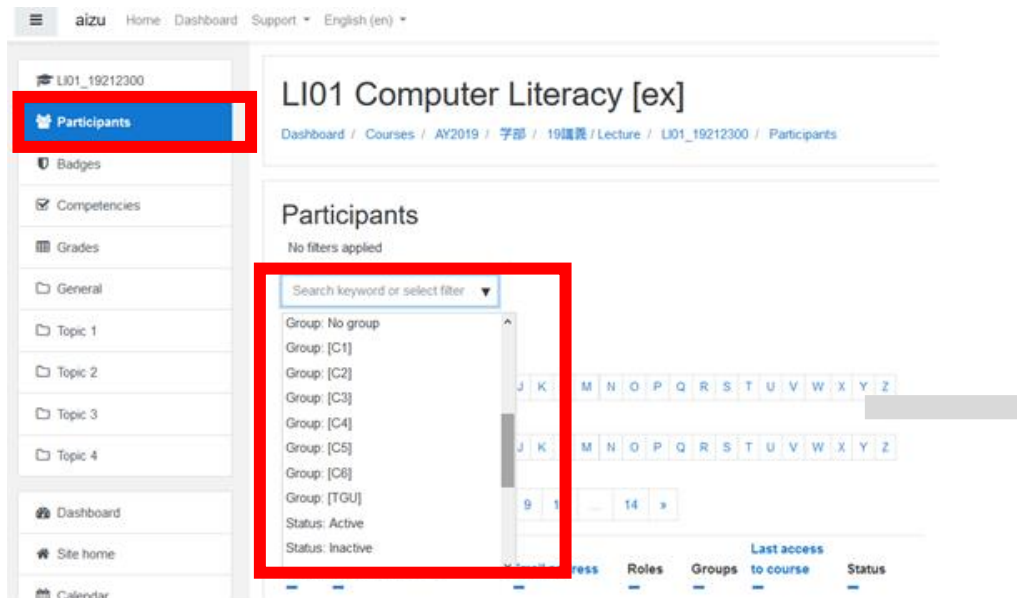 aizu Home Dashboard Support English (en)
LI01_19212300
Participants
Badges
Competencies
Grades
General
Topic 1
Topic 2
Topic 3
Topic 4
Dashboard
Site home
Calendar
LI01 Computer Literacy [ex]
Dashboard / Courses / AY2019 / 学部 / 19講義 / Lecture / LI01_19212300 / Participants
Participants
No filters applied
Search keyword or select filter
Group: No group
Group: [C1]
Group: [C2]
Group: [C3]
Group: [C4]
Group: [C5]
Group: [C6]
Group: [TGU]
Status: Active
Status: Inactive
J K M N O P Q R S T U V W X Y Z
J K M N O P Q R S T U V W X Y Z
9 1 ... 14 »
Roles Groups Last access to course Status